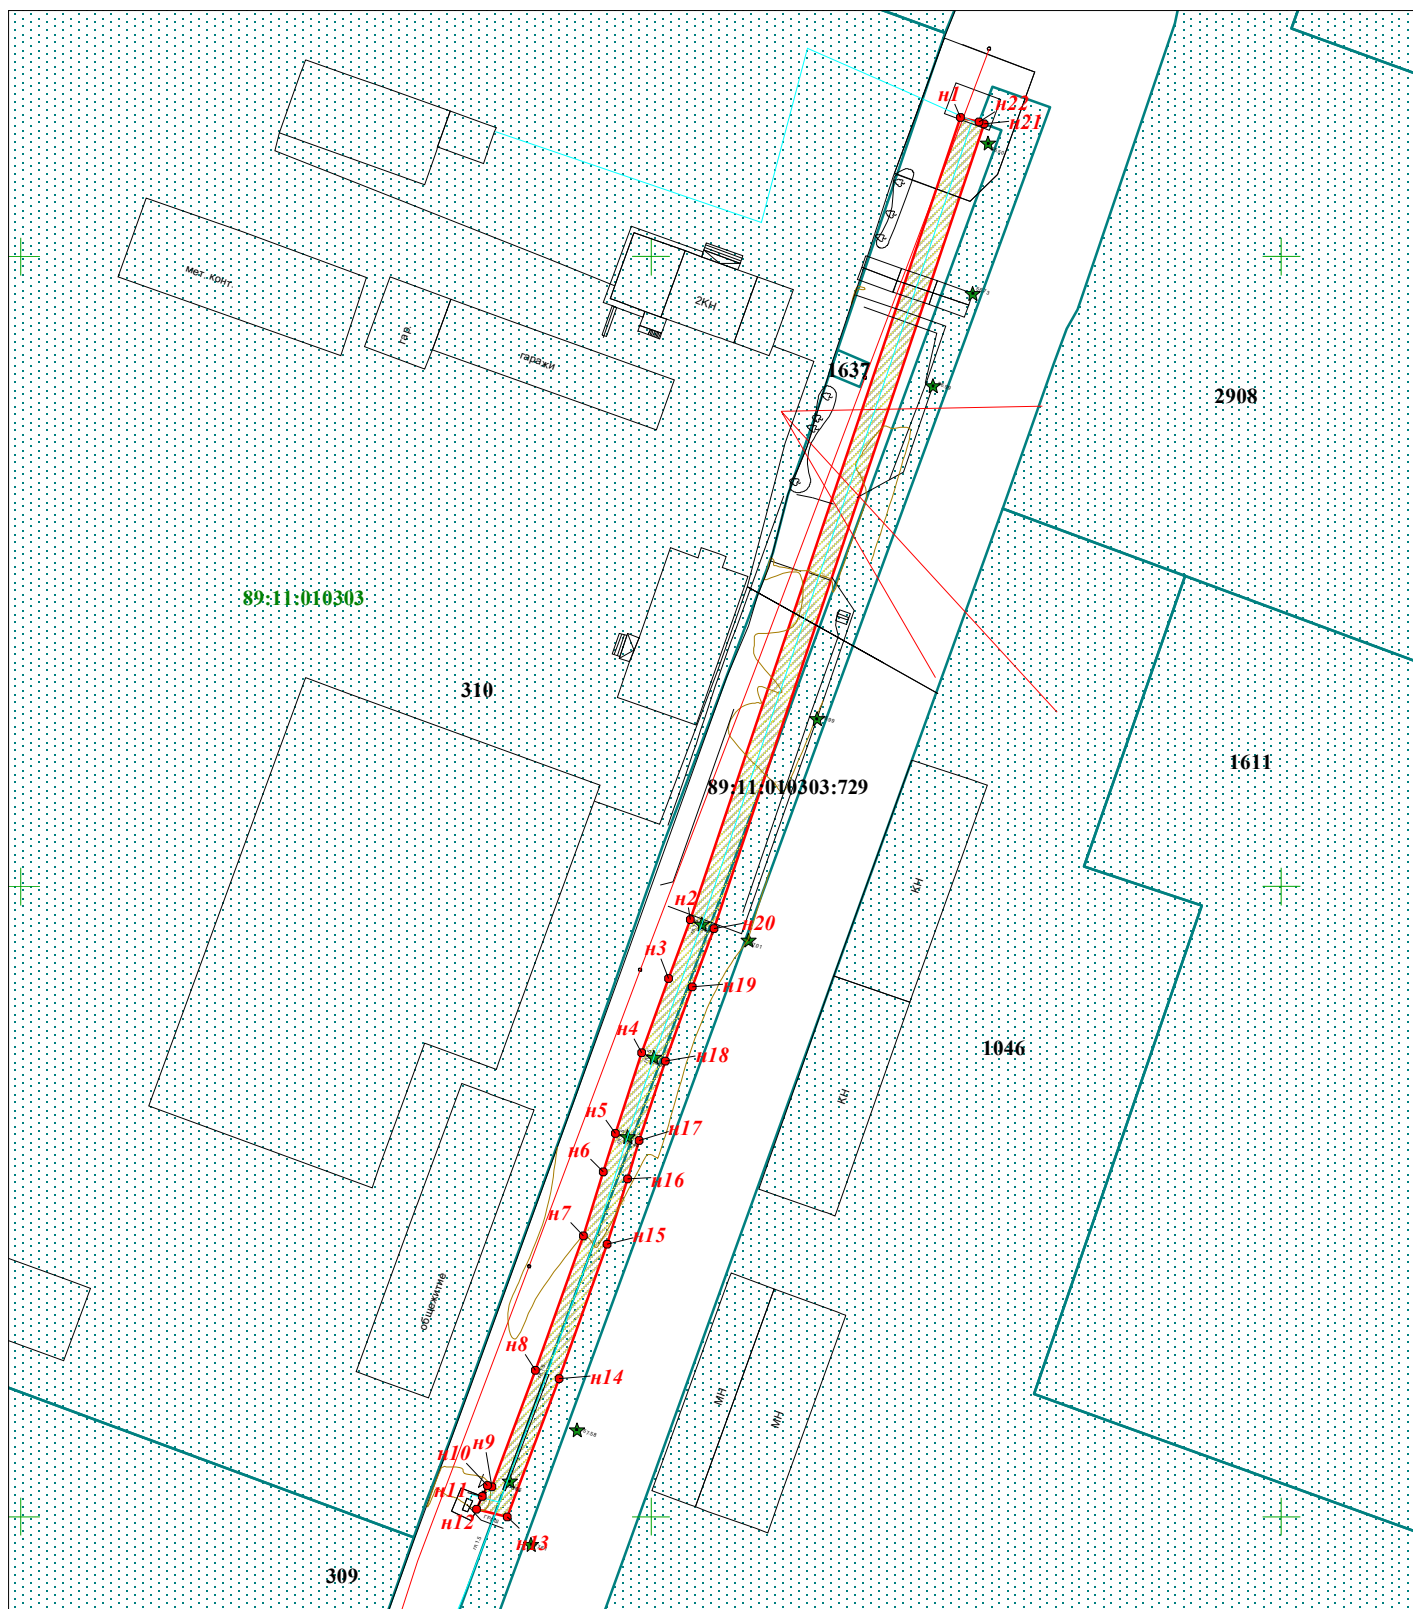 н1
н22
н21
мет. конт.
2КН
гар.
гаражи
1637
2908
89:11:010303
310
1611
89:11:010303:729
КН
н2
н20
н3
н19
н4
н18
1046
КН
н5
н17
н6
н16
н7
н15
общежитие
н8
н14
МН
МН
н10
н9
н11
н12
н13
309